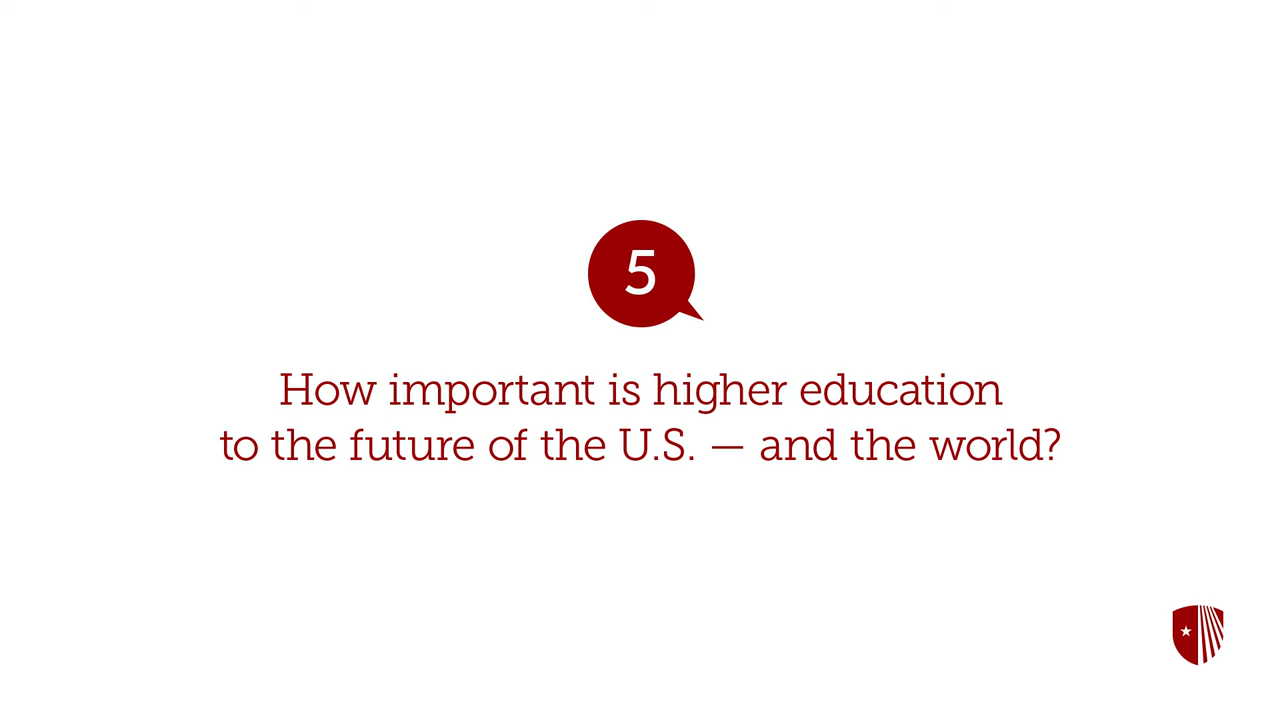 5
How important is higher education
to the future of the U.S. — and the world?